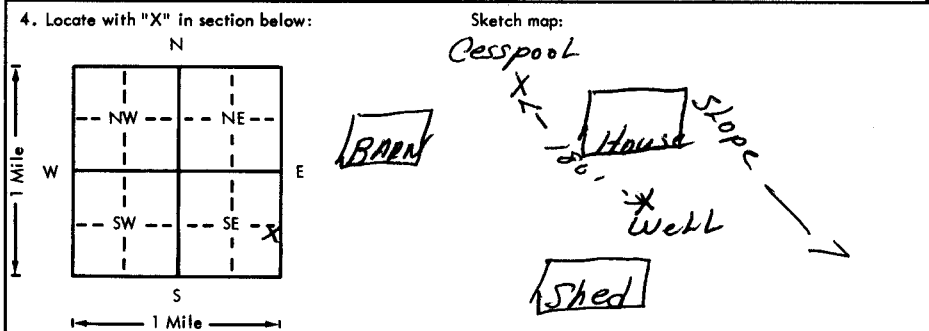 4. Locate with "X" in section below:
Sketch map:
N
Cesspool
X
NW
NE
BARN
House
Slope
180'
W
E
1 Mile
X
Well
SW
SE
X
Shed
S
1 Mile